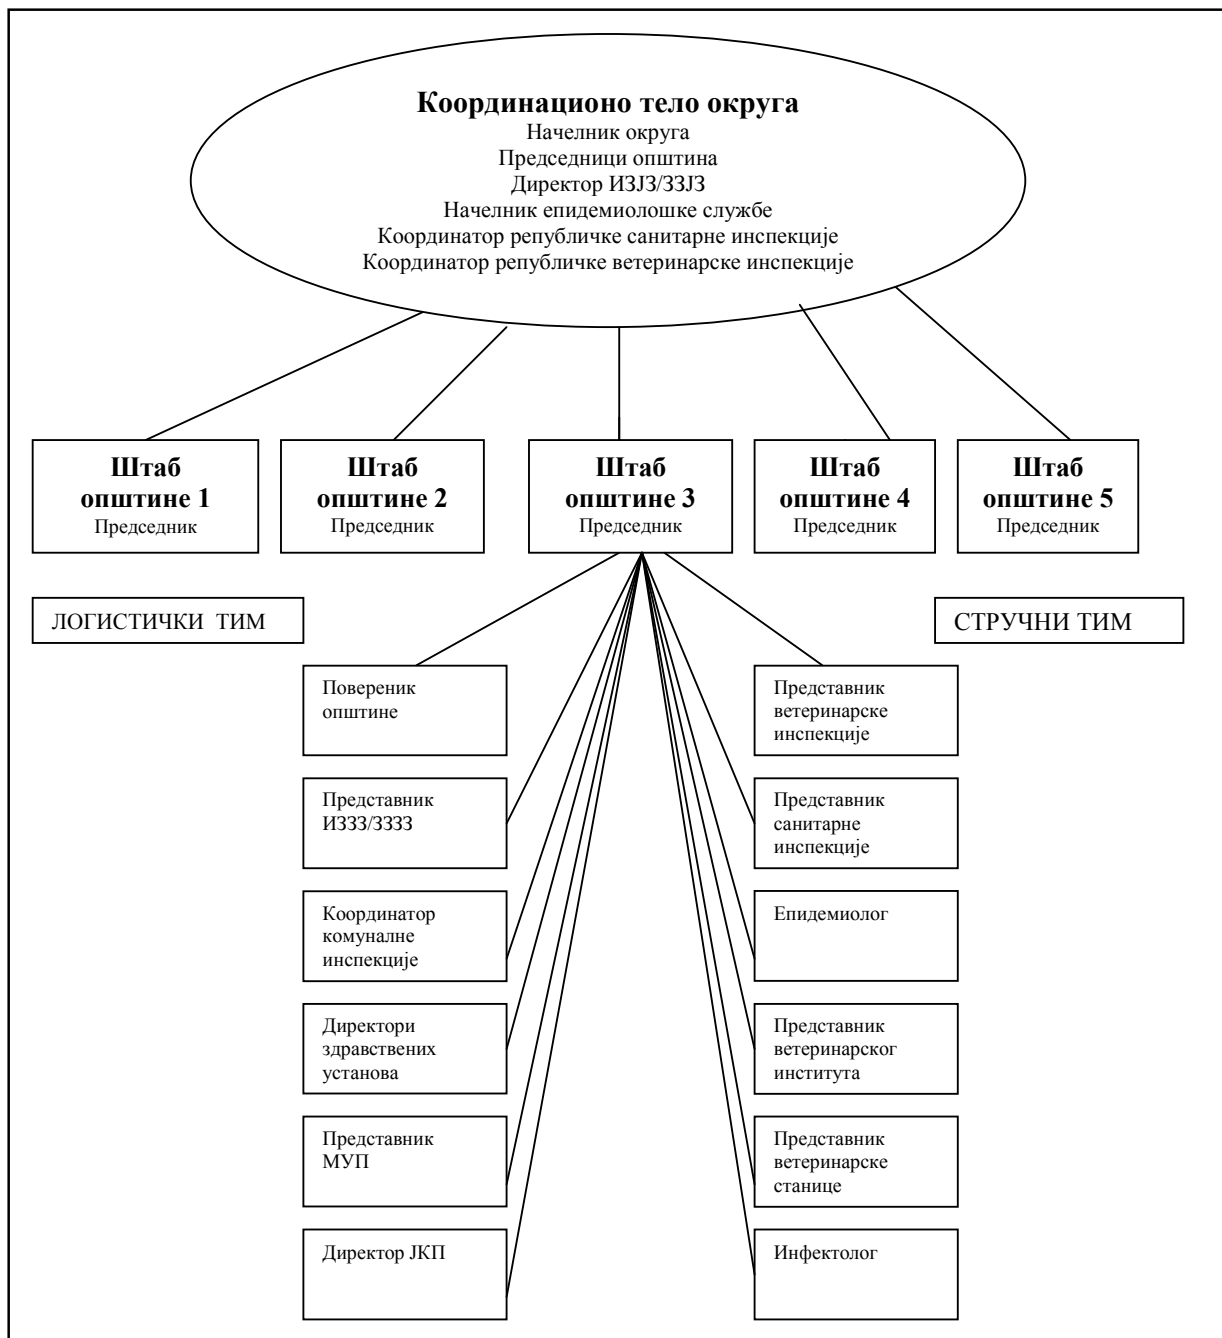 Координационо тело округа
Начелник округа
Председници општина
Директор ИЗЈЗ/ЗЗЈЗ
Начелник епидемиолошке службе
Координатор републичке санитарне инспекције
Координатор републичке ветеринарске инспекције
Штаб
општине 1
Председник
Штаб
општине 2
Председник
Штаб
општине 3
Председник
Штаб
општине 4
Председник
Штаб
општине 5
Председник
ЛОГИСТИЧКИ ТИМ
СТРУЧНИ ТИМ
Повереник
општине
Представник
ветеринарске
инспекције
Представник
ИЗЗЗ/ЗЗЗЗ
Представник
санитарне
инспекције
Координатор
комуналне
инспекције
Епидемиолог
Директори
здравствених
установа
Представник
ветеринарског
института
Представник
МУП
Представник
ветеринарске
станице
Директор ЈКП
Инфектолог